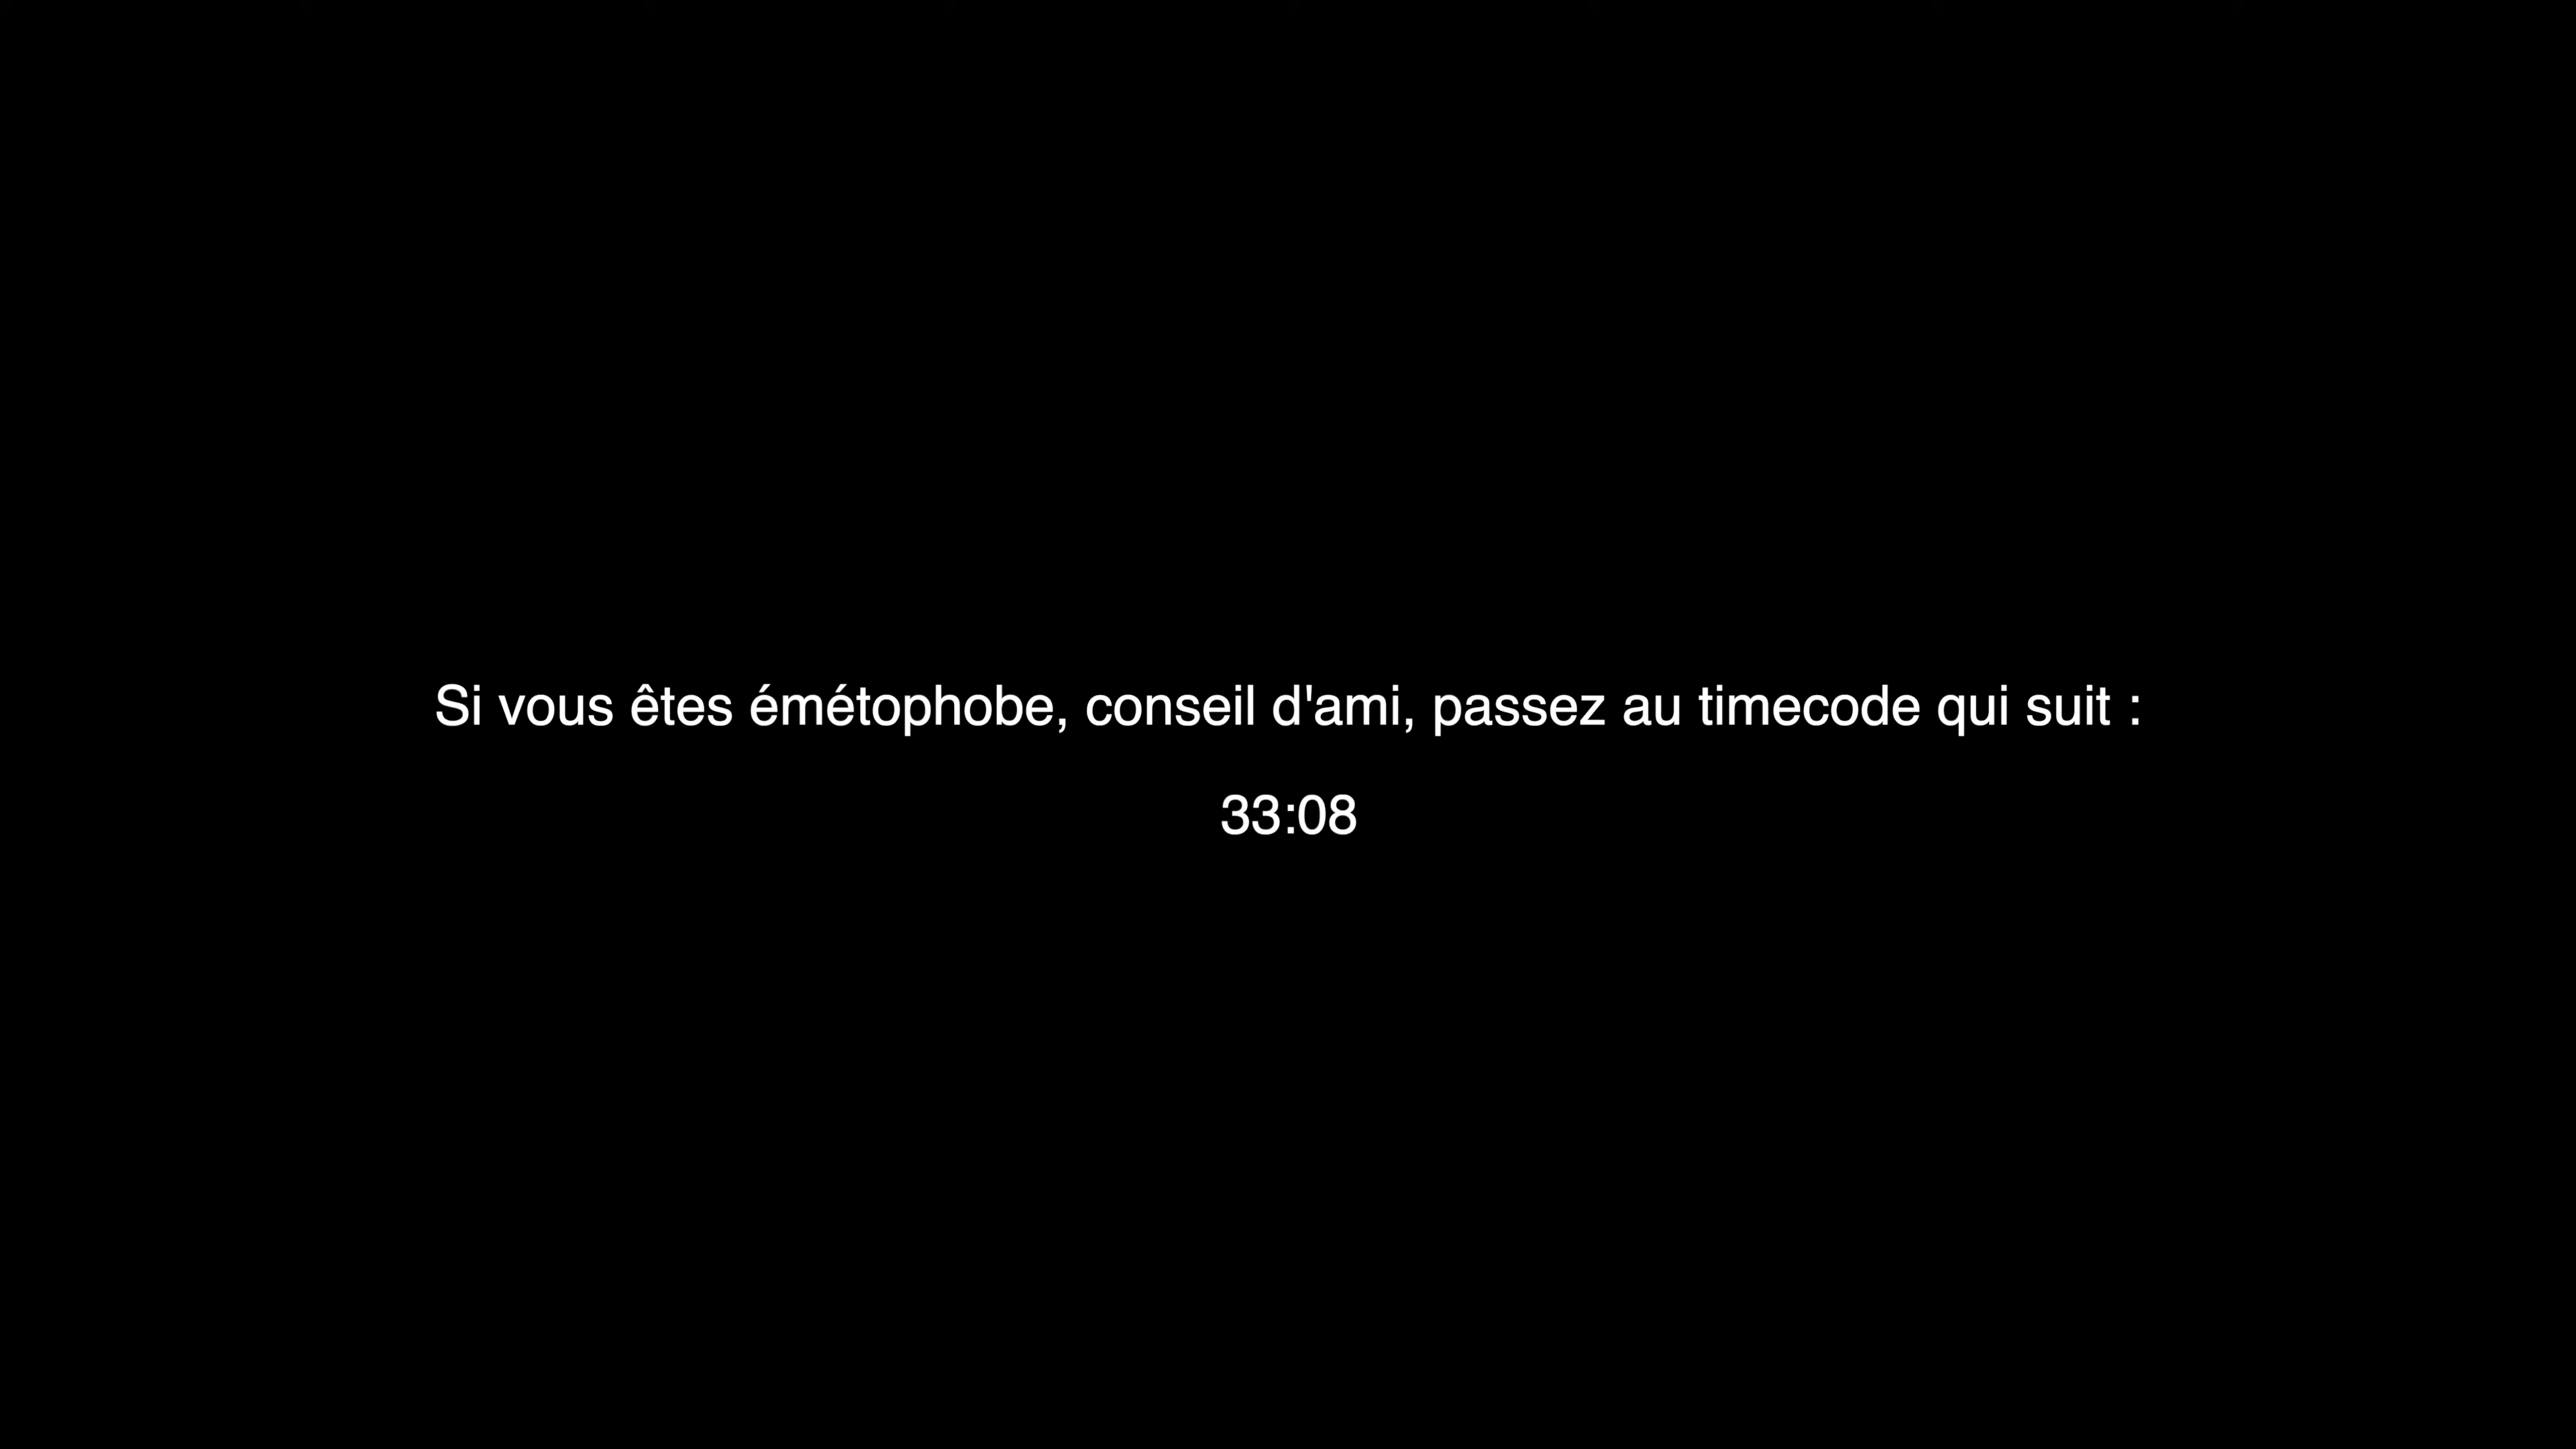 Si vous êtes émétophobe, conseil d'ami, passez au timecode qui suit :
33:08